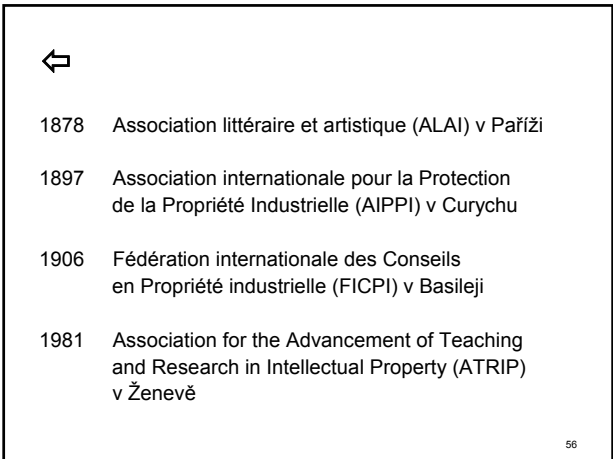 ⇦
1878 Association littéraire et artistique (ALAI) v Paříži
1897 Association internationale pour la Protection
de la Propriété Industrielle (AIPPI) v Curychu
1906 Fédération internationale des Conseils
en Propriété industrielle (FICPI) v Basileji
1981 Association for the Advancement of Teaching
and Research in Intellectual Property (ATRIP)
v Ženevě
56